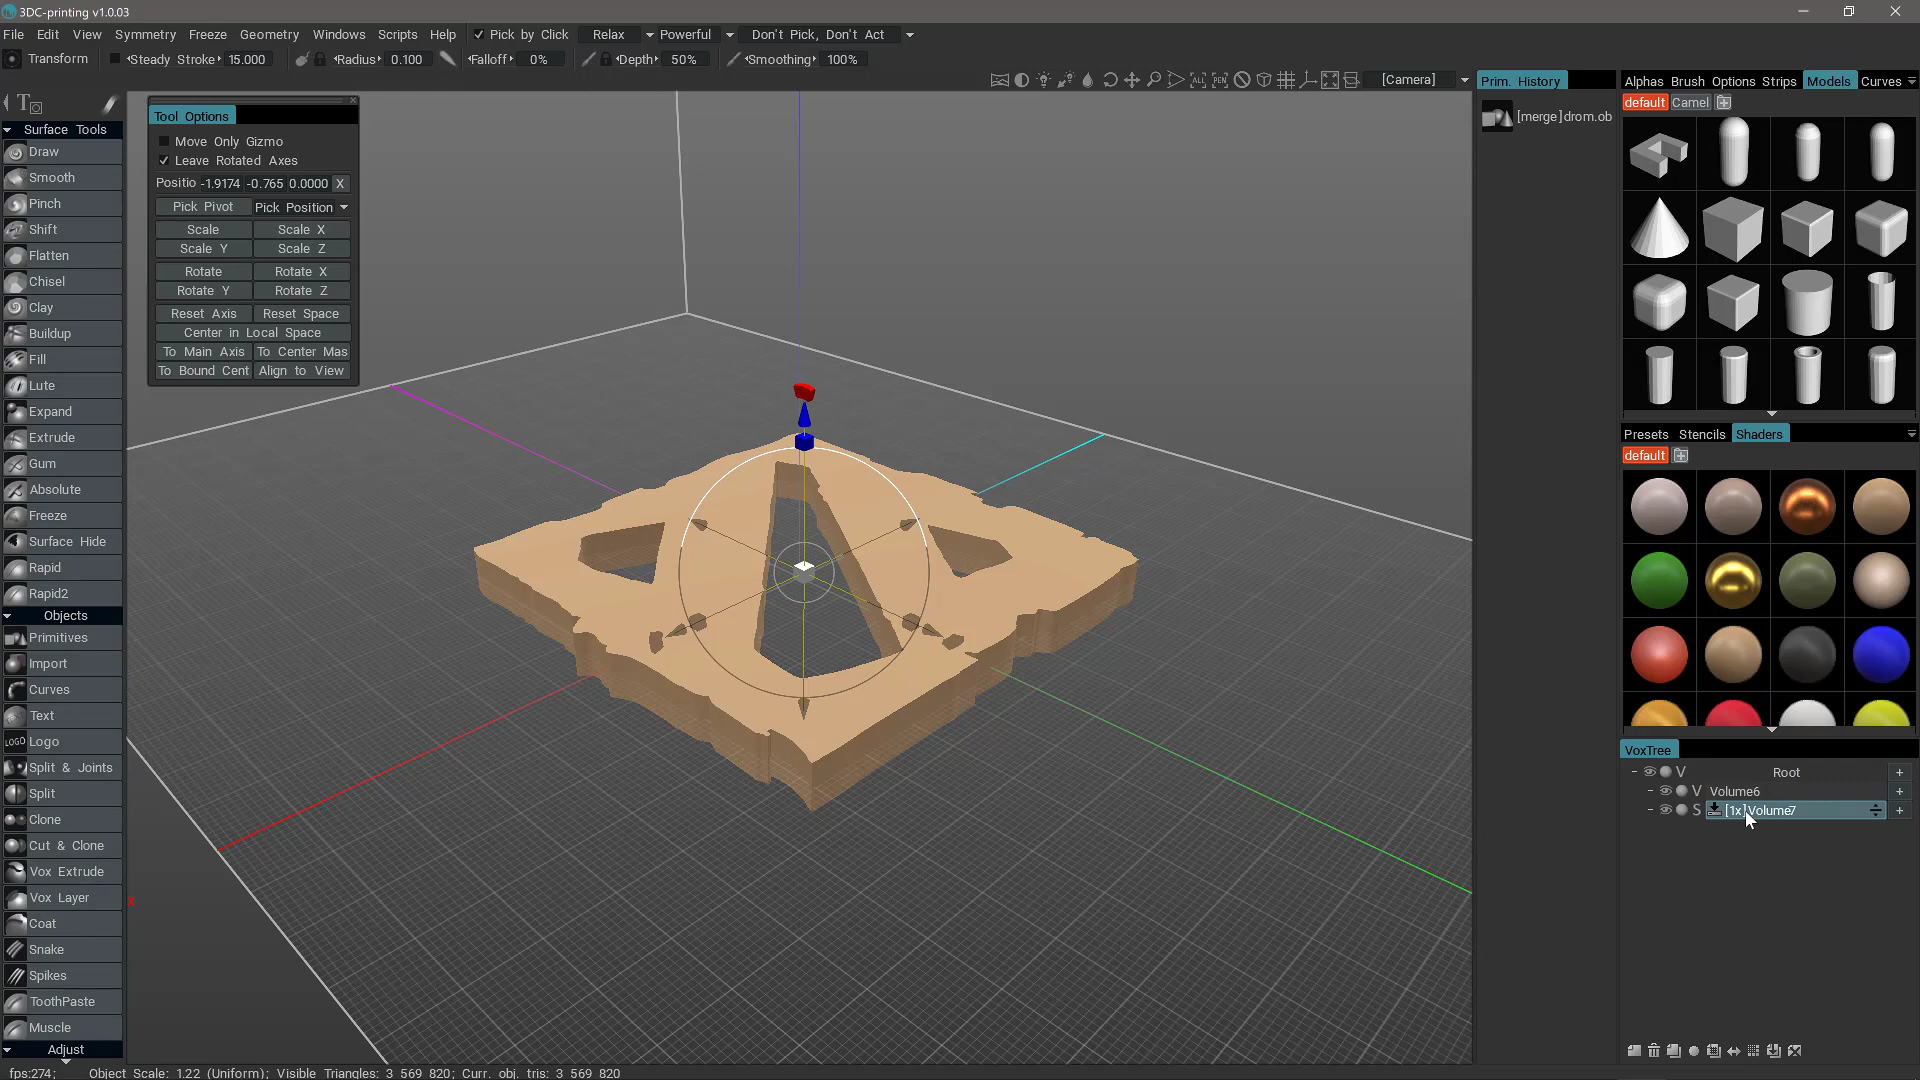 3DC-printing v1.0.03
File Edit View Symmetry Freeze Geometry Windows Scripts Help Pick by Click Relax Powerful Don't Pick, Don't Act
Transform Steady Stroke 15.000 Radius 0.100 Falloff 0% Depth 50% Smoothing 100%
ALL PEN [Camera]
Prim. History
[merge]drom.ob
Alphas Brush Options Strips Models Curves
default Camel
Surface Tools
Draw
Smooth
Pinch
Shift
Flatten
Chisel
Clay
Buildup
Fill
Lute
Expand
Extrude
Gum
Absolute
Freeze
Surface Hide
Rapid
Rapid2
Objects
Primitives
Import
Curves
Text
LOGO Logo
Split & Joints
Split
Clone
Cut & Clone
Vox Extrude
Vox Layer
Coat
Snake
Spikes
ToothPaste
Muscle
Adjust
Tool Options
Move Only Gizmo
Leave Rotated Axes
Positio -1.9174 -0.765 0.0000 X
Pick Pivot Pick Position
Scale Scale X
Scale Y Scale Z
Rotate Rotate X
Rotate Y Rotate Z
Reset Axis Reset Space
Center in Local Space
To Main Axis To Center Mas
To Bound Cent Align to View
x
Presets Stencils Shaders
default
VoxTree
V Root
V Volume6
S [1x]Volume7
fps:274; Object Scale: 1.22 (Uniform); Visible Triangles: 3 569 820; Curr. obj. tris: 3 569 820